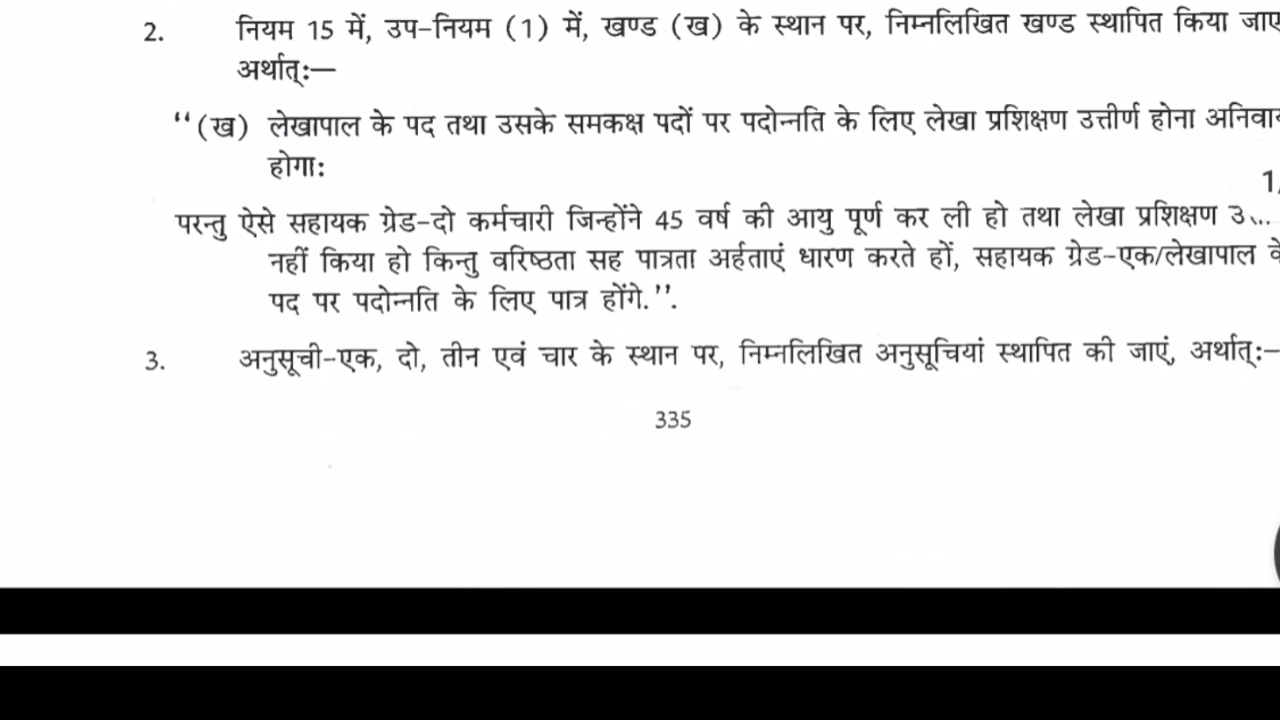 2. नियम 15 में, उप-नियम (1) में, खण्ड (ख) के स्थान पर, निम्नलिखित खण्ड स्थापित किया जाए
अर्थात्:—
“(ख) लेखापाल के पद तथा उसके समकक्ष पदों पर पदोन्नति के लिए लेखा प्रशिक्षण उत्तीर्ण होना
होगा:
परन्तु ऐसे सहायक ग्रेड-दो कर्मचारी जिन्होंने 45 वर्ष की आयु पूर्ण कर ली हो तथा लेखा प्रशिक्षण
नहीं किया हो किन्तु वरिष्ठता सह पात्रता अर्हताएं धारण करते हों, सहायक ग्रेड-एक/लेखापाल
पद पर पदोन्नति के लिए पात्र होंगे.”.
3. अनुसूची-एक, दो, तीन एवं चार के स्थान पर, निम्नलिखित अनुसूचियां स्थापित की जाएं, अर्थात्:—
335